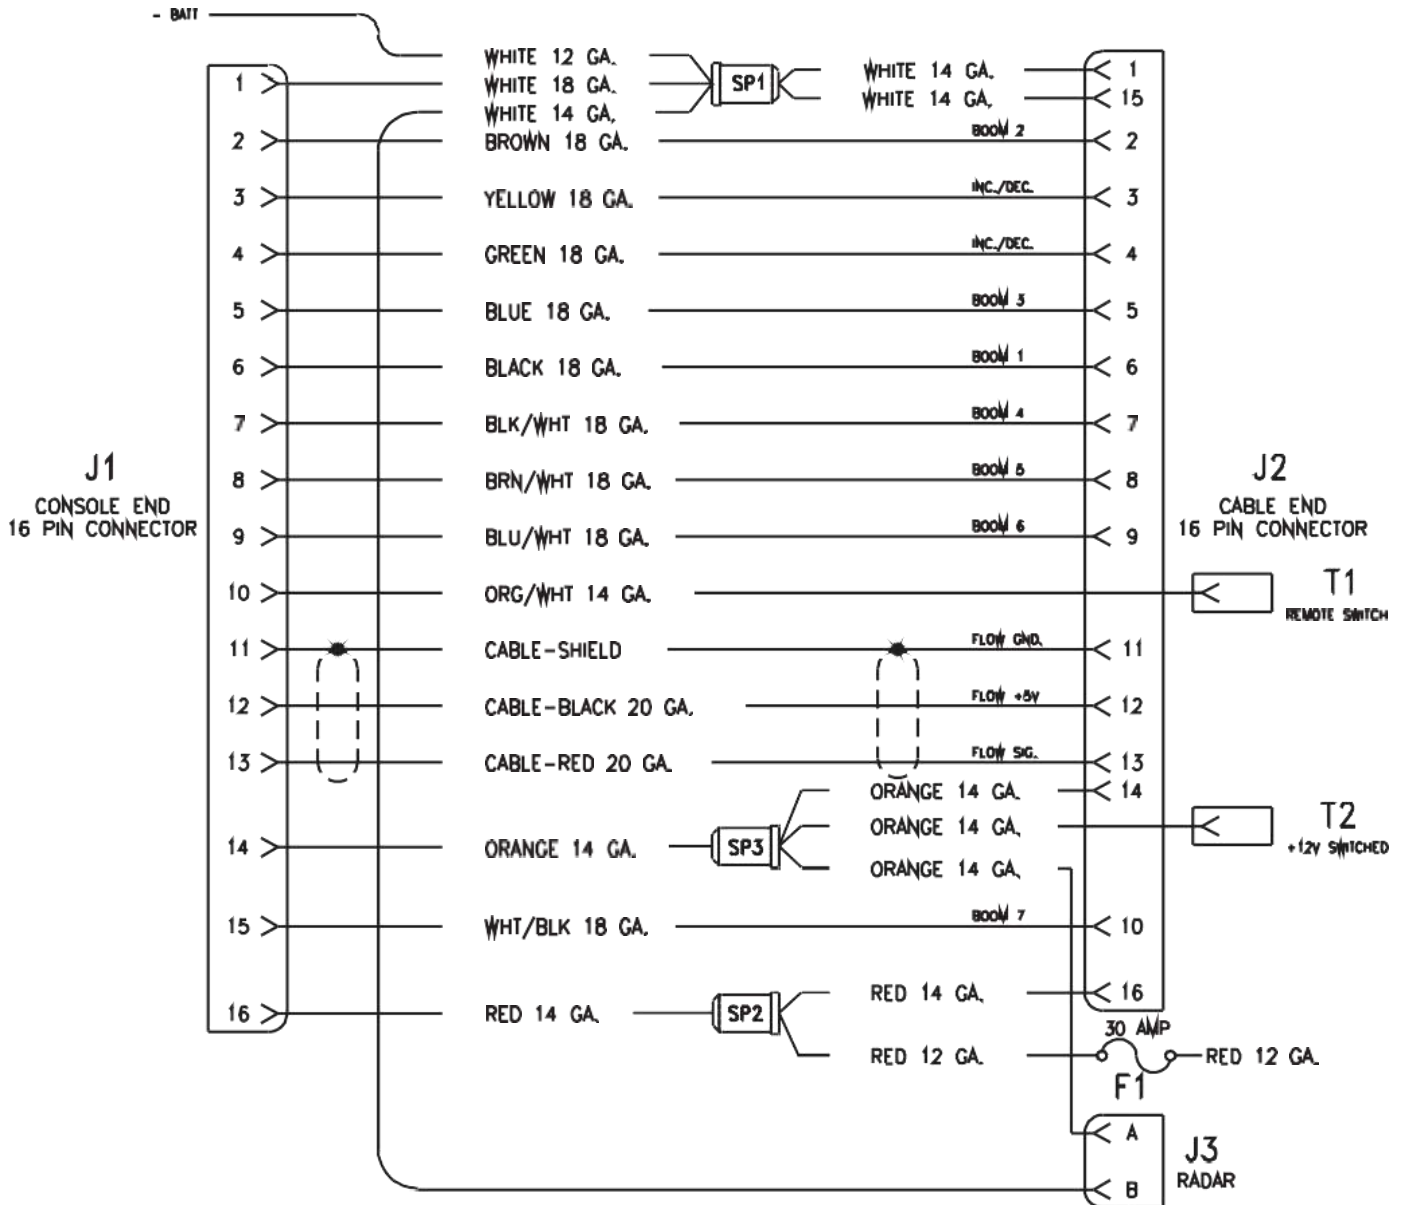 - BATT
WHITE 12 GA.
1 WHITE 18 GA. SP1 WHITE 14 GA. 1
WHITE 14 GA. WHITE 14 GA. 15
2 BROWN 18 GA. BOOM 2 2
3 YELLOW 18 GA. INC./DEC. 3
4 GREEN 18 GA. INC./DEC. 4
5 BLUE 18 GA. BOOM 3 5
6 BLACK 18 GA. BOOM 1 6
7 BLK/WHT 18 GA. BOOM 4 7
J1
CONSOLE END
16 PIN CONNECTOR
8 BRN/WHT 18 GA. BOOM 5 8
J2
CABLE END
16 PIN CONNECTOR
9 BLU/WHT 18 GA. BOOM 6 9
10 ORG/WHT 14 GA. T1
REMOTE SWITCH
11 CABLE-SHIELD FLOW GND. 11
12 CABLE-BLACK 20 GA. FLOW +5V 12
13 CABLE-RED 20 GA. FLOW SIG. 13
ORANGE 14 GA. 14
ORANGE 14 GA. T2
+12V SWITCHED
14 ORANGE 14 GA. SP3
ORANGE 14 GA.
15 WHT/BLK 18 GA. BOOM 7 10
RED 14 GA. 16
16 RED 14 GA. SP2
30 AMP
RED 12 GA. RED 12 GA.
F1
A
J3
RADAR
B